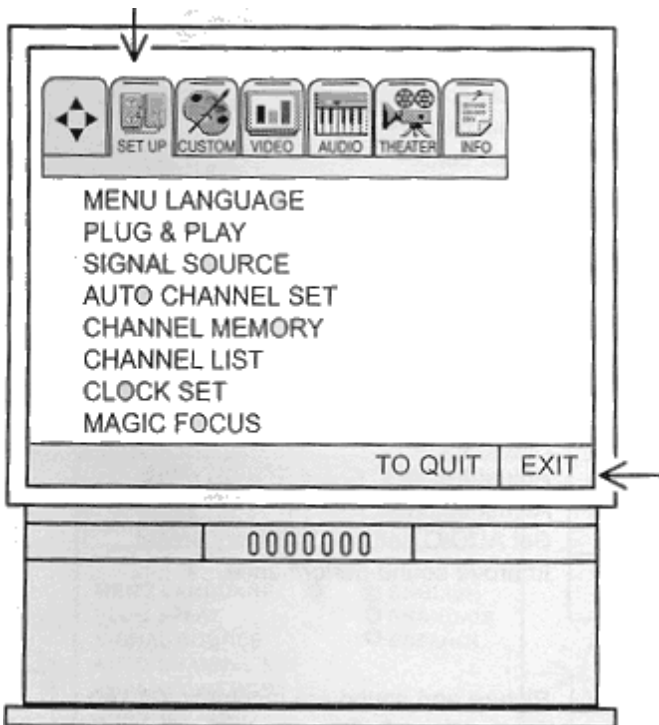 SET UP CUSTOM VIDEO AUDIO THEATER INFO
MENU LANGUAGE
PLUG & PLAY
SIGNAL SOURCE
AUTO CHANNEL SET
CHANNEL MEMORY
CHANNEL LIST
CLOCK SET
MAGIC FOCUS
TO QUIT EXIT
0000000